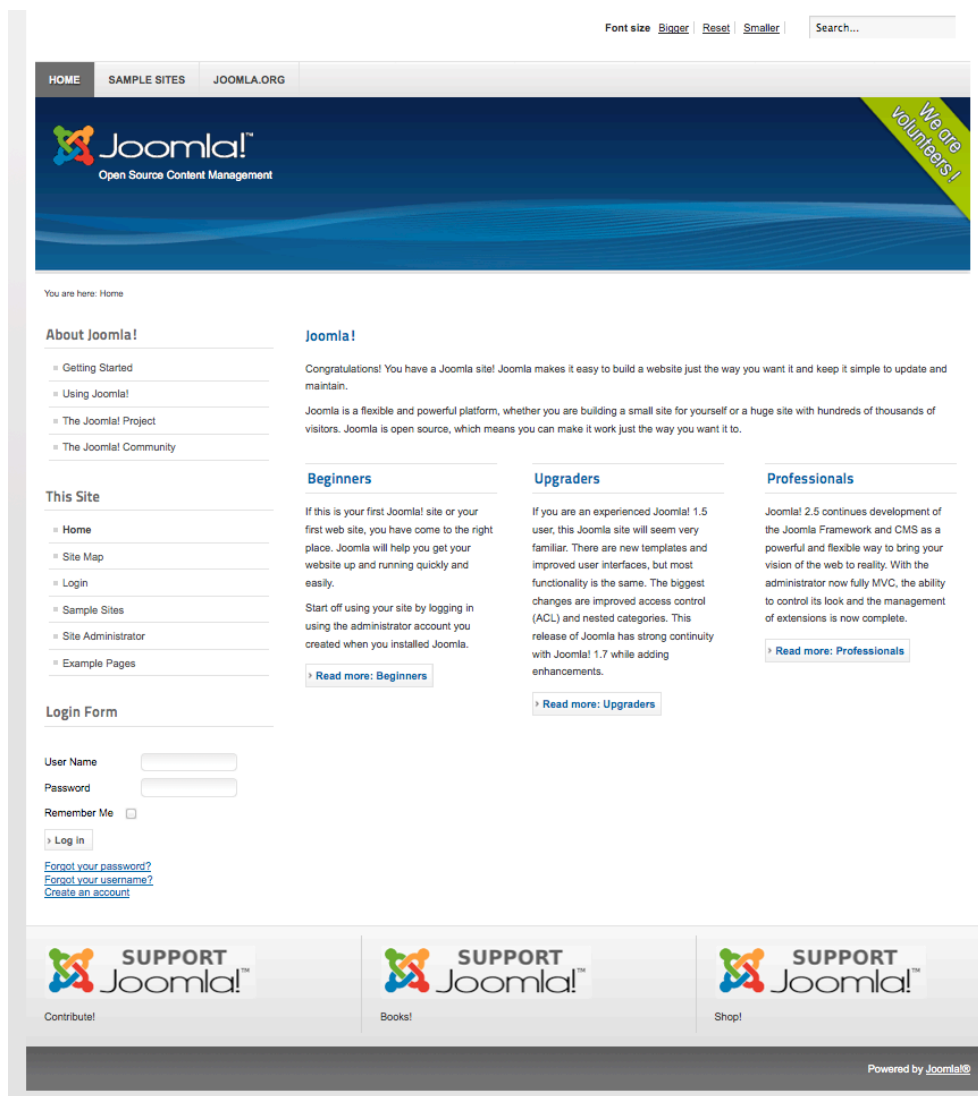 Font size Bigger Reset Smaller Search...
HOME SAMPLE SITES JOOMLA.ORG
Joomla!™
Open Source Content Management
We are
volunteers!
You are here: Home
About Joomla!
Getting Started
Using Joomla!
The Joomla! Project
The Joomla! Community
This Site
Home
Site Map
Login
Sample Sites
Site Administrator
Example Pages
Login Form
User Name
Password
Remember Me
Log in
Forgot your password?
Forgot your username?
Create an account
Joomla!
Congratulations! You have a Joomla site! Joomla makes it easy to build a website just the way you want it and keep it simple to update and
maintain.
Joomla is a flexible and powerful platform, whether you are building a small site for yourself or a huge site with hundreds of thousands of
visitors. Joomla is open source, which means you can make it work just the way you want it to.
Beginners
If this is your first Joomla! site or your
first web site, you have come to the right
place. Joomla will help you get your
website up and running quickly and
easily.
Start off using your site by logging in
using the administrator account you
created when you installed Joomla.
Read more: Beginners
Upgraders
If you are an experienced Joomla! 1.5
user, this Joomla site will seem very
familiar. There are new templates and
improved user interfaces, but most
functionality is the same. The biggest
changes are improved access control
(ACL) and nested categories. This
release of Joomla has strong continuity
with Joomla! 1.7 while adding
enhancements.
Read more: Upgraders
Professionals
Joomla! 2.5 continues development of
the Joomla Framework and CMS as a
powerful and flexible way to bring your
vision of the web to reality. With the
administrator now fully MVC, the ability
to control its look and the management
of extensions is now complete.
Read more: Professionals
SUPPORT
Joomla!™
Contribute!
SUPPORT
Joomla!™
Books!
SUPPORT
Joomla!™
Shop!
Powered by Joomla!®